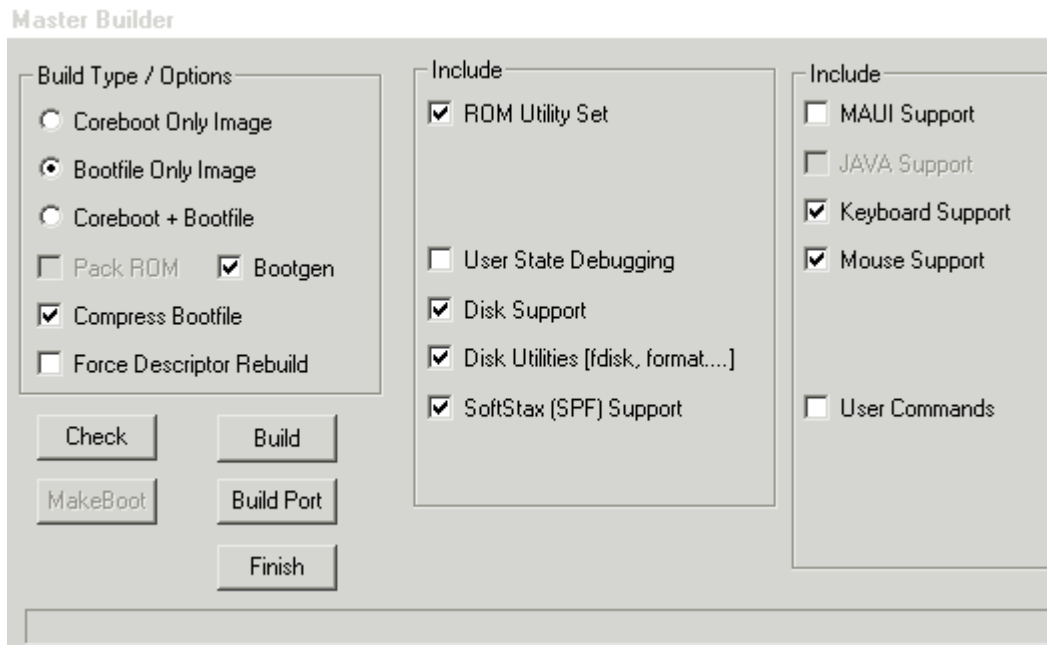 Master Builder
Build Type / Options
Coreboot Only Image
Bootfile Only Image
Coreboot + Bootfile
Pack ROM Bootgen
Compress Bootfile
Force Descriptor Rebuild
Check Build
MakeBoot Build Port
Finish
Include
ROM Utility Set
User State Debugging
Disk Support
Disk Utilities [fdisk, format....]
SoftStax (SPF) Support
Include
MAUI Support
JAVA Support
Keyboard Support
Mouse Support
User Commands